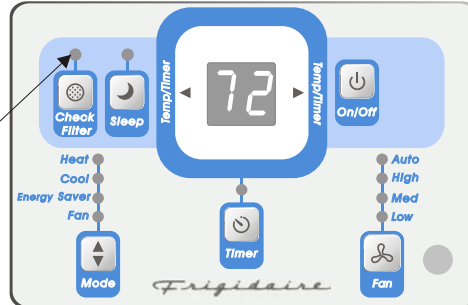 Temp/Timer
72
Temp/Timer
Check
Filter
Sleep
On/Off
Heat
Cool
Energy Saver
Fan
Auto
High
Med
Low
Mode
Timer
Fan
Frigidaire